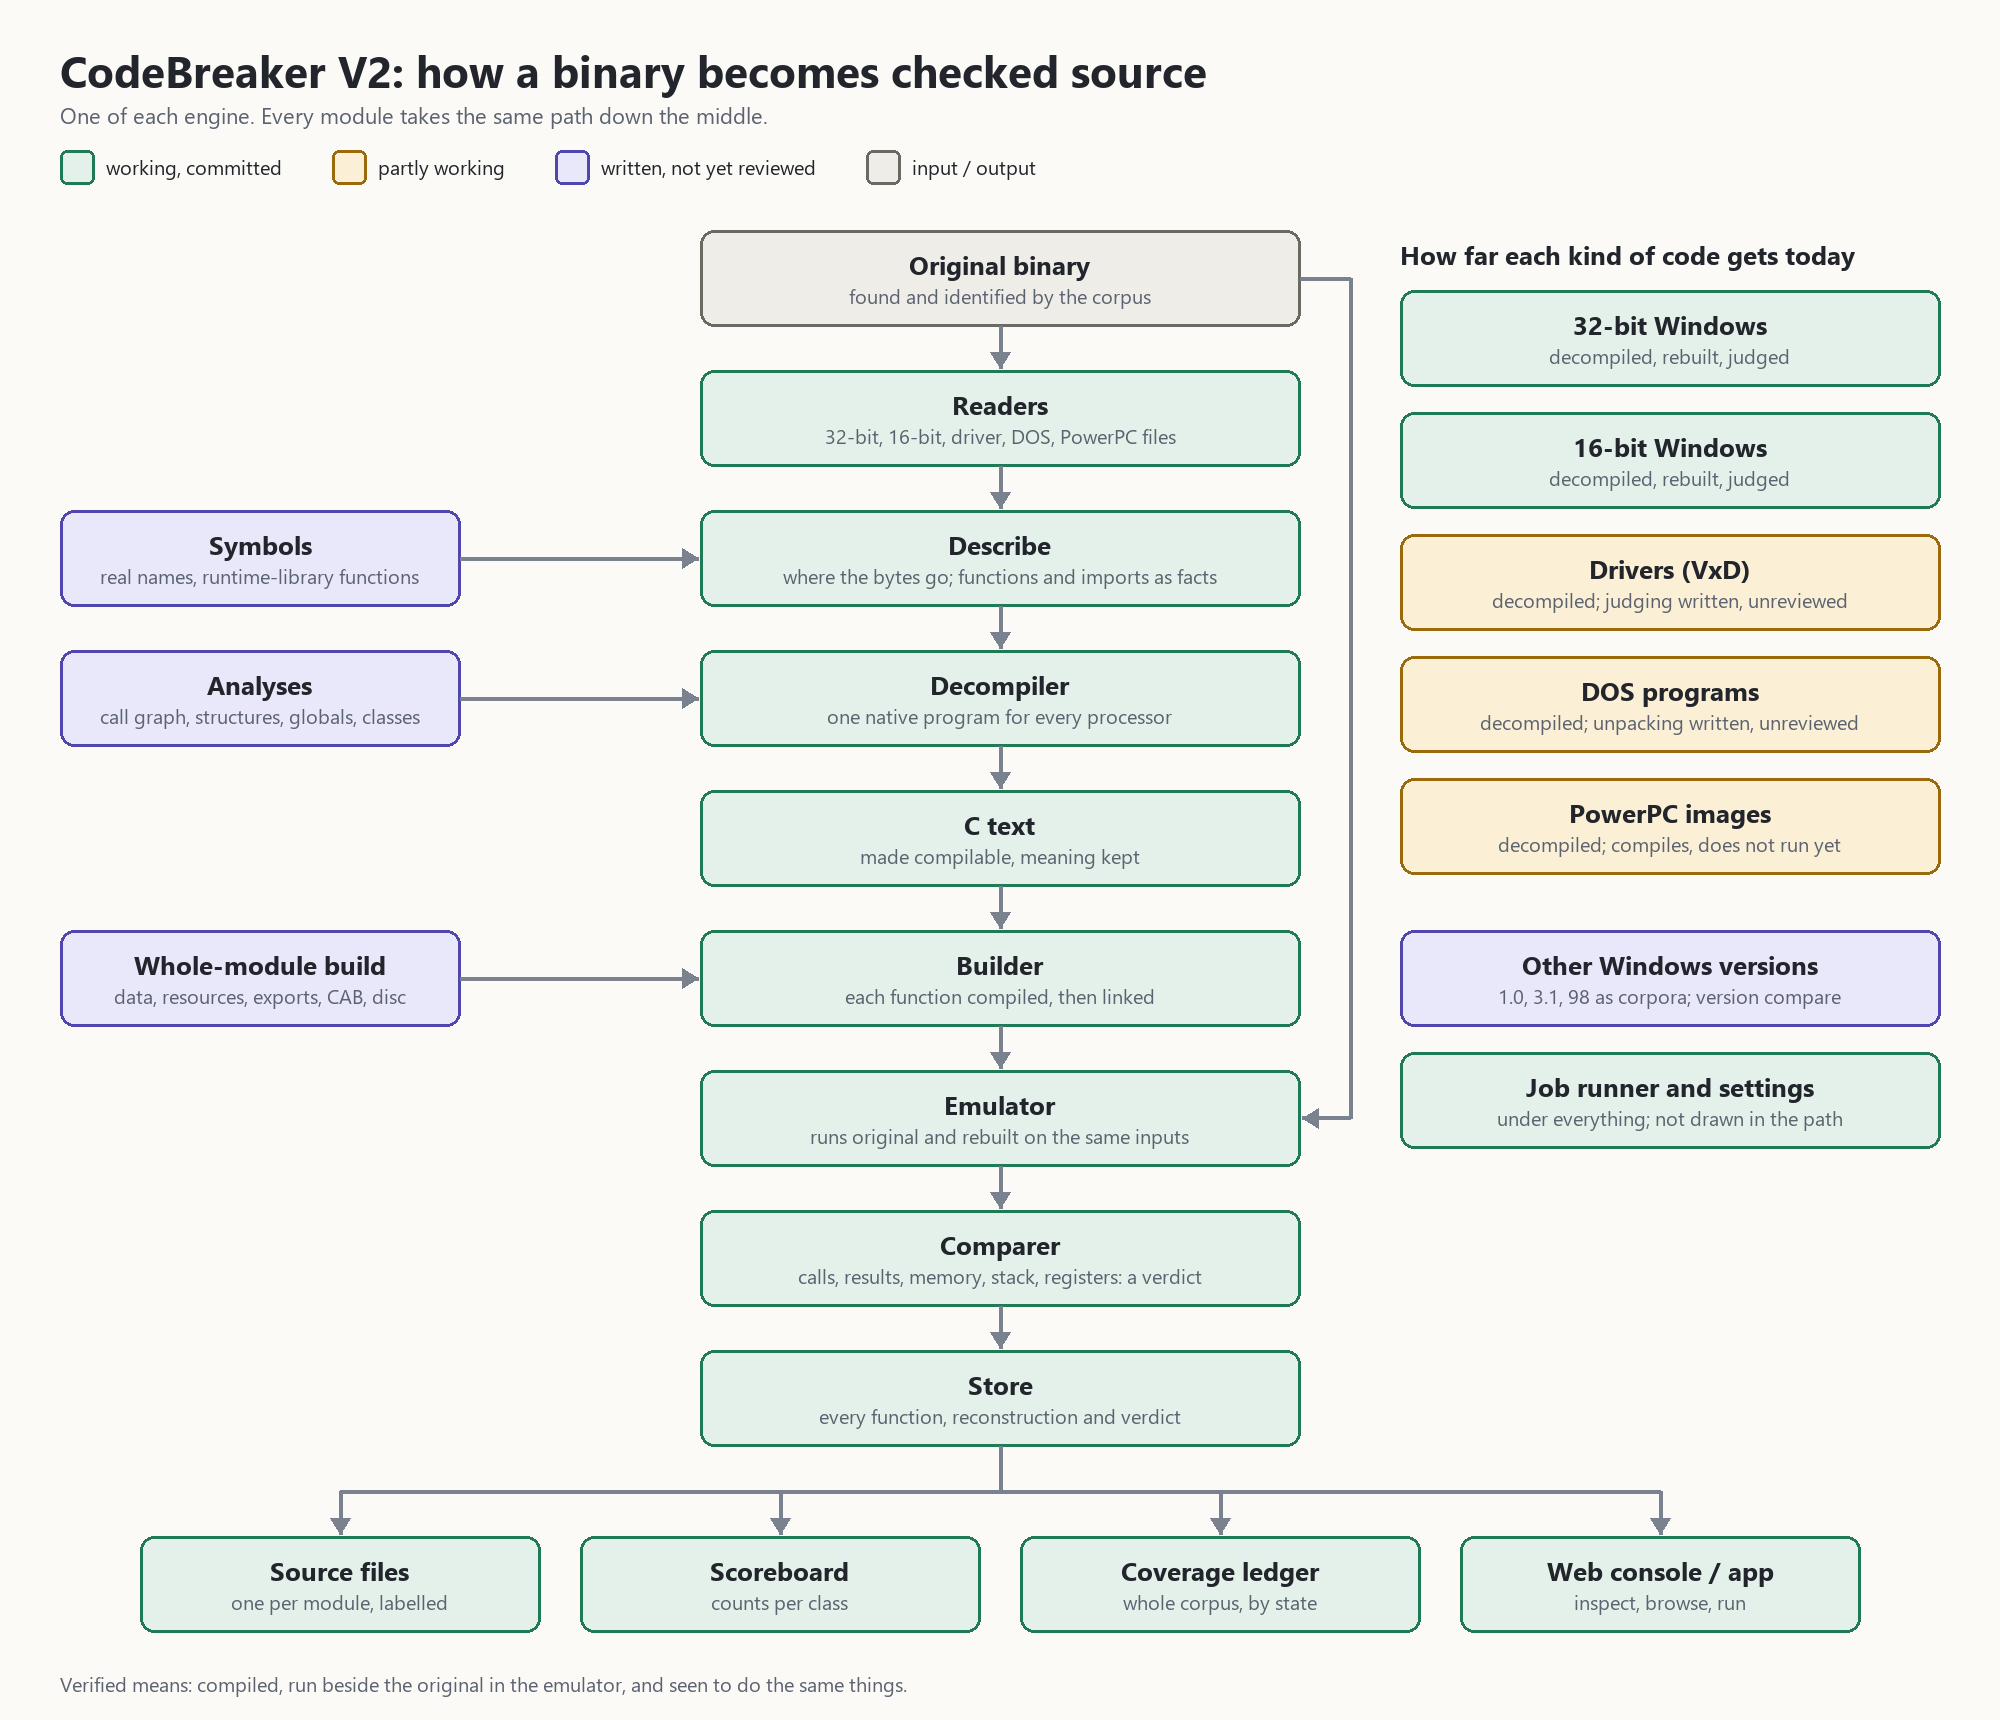 CodeBreaker V2: how a binary becomes checked source
One of each engine. Every module takes the same path down the middle.
working, committed
partly working
written, not yet reviewed
input / output
Original binary
found and identified by the corpus
Readers
32-bit, 16-bit, driver, DOS, PowerPC files
Symbols
real names, runtime-library functions
Describe
where the bytes go; functions and imports as facts
Analyses
call graph, structures, globals, classes
Decompiler
one native program for every processor
C text
made compilable, meaning kept
Whole-module build
data, resources, exports, CAB, disc
Builder
each function compiled, then linked
Emulator
runs original and rebuilt on the same inputs
Comparer
calls, results, memory, stack, registers: a verdict
Store
every function, reconstruction and verdict
How far each kind of code gets today
32-bit Windows
decompiled, rebuilt, judged
16-bit Windows
decompiled, rebuilt, judged
Drivers (VxD)
decompiled; judging written, unreviewed
DOS programs
decompiled; unpacking written, unreviewed
PowerPC images
decompiled; compiles, does not run yet
Other Windows versions
1.0, 3.1, 98 as corpora; version compare
Job runner and settings
under everything; not drawn in the path
Source files
one per module, labelled
Scoreboard
counts per class
Coverage ledger
whole corpus, by state
Web console / app
inspect, browse, run
Verified means: compiled, run beside the original in the emulator, and seen to do the same things.